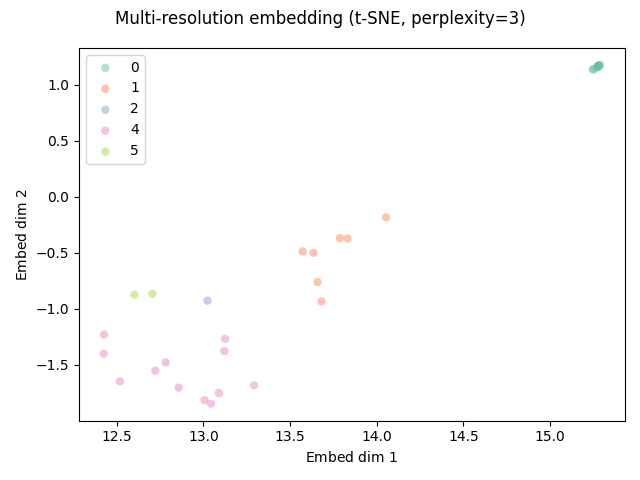 Multi-resolution embedding (t-SNE, perplexity=3)
0
1
2
4
5
1.0
0.5
0.0
−0.5
−1.0
−1.5
Embed dim 2
12.5 13.0 13.5 14.0 14.5 15.0
Embed dim 1